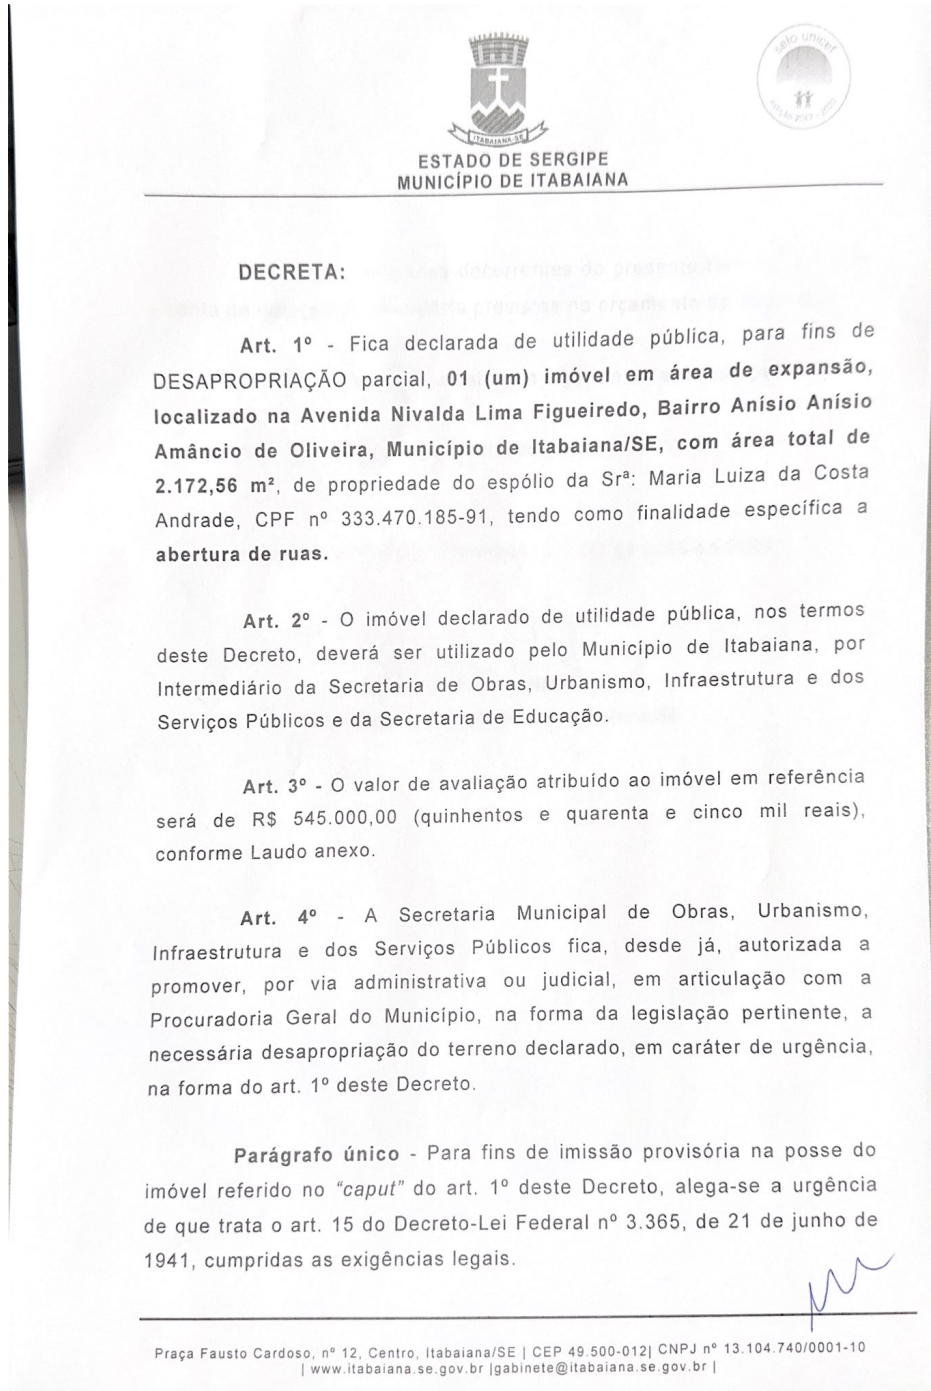 selo unicef
EDIÇÃO 2017 - 2020
ITABAIANA-SE
ESTADO DE SERGIPE
MUNICÍPIO DE ITABAIANA
DECRETA:
Art. 1º - Fica declarada de utilidade pública, para fins de
DESAPROPRIAÇÃO parcial, 01 (um) imóvel em área de expansão,
localizado na Avenida Nivalda Lima Figueiredo, Bairro Anísio Anísio
Amâncio de Oliveira, Município de Itabaiana/SE, com área total de
2.172,56 m², de propriedade do espólio da Srª: Maria Luiza da Costa
Andrade, CPF nº 333.470.185-91, tendo como finalidade específica a
abertura de ruas.
Art. 2º - O imóvel declarado de utilidade pública, nos termos
deste Decreto, deverá ser utilizado pelo Município de Itabaiana, por
Intermediário da Secretaria de Obras, Urbanismo, Infraestrutura e dos
Serviços Públicos e da Secretaria de Educação.
Art. 3º - O valor de avaliação atribuído ao imóvel em referência
será de R$ 545.000,00 (quinhentos e quarenta e cinco mil reais),
conforme Laudo anexo.
Art. 4º - A Secretaria Municipal de Obras, Urbanismo,
Infraestrutura e dos Serviços Públicos fica, desde já, autorizada a
promover, por via administrativa ou judicial, em articulação com a
Procuradoria Geral do Município, na forma da legislação pertinente, a
necessária desapropriação do terreno declarado, em caráter de urgência,
na forma do art. 1º deste Decreto.
Parágrafo único - Para fins de imissão provisória na posse do
imóvel referido no “caput” do art. 1º deste Decreto, alega-se a urgência
de que trata o art. 15 do Decreto-Lei Federal nº 3.365, de 21 de junho de
1941, cumpridas as exigências legais.
Praça Fausto Cardoso, nº 12, Centro, Itabaiana/SE | CEP 49.500-012| CNPJ nº 13.104.740/0001-10
| www.itabaiana.se.gov.br |gabinete@itabaiana.se.gov.br |